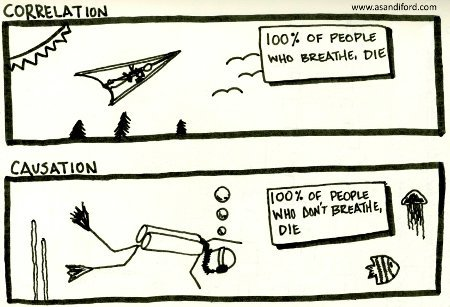 www.asandiford.com
CORRELATION
100% OF PEOPLE
WHO BREATHE, DIE
CAUSATION
100% OF PEOPLE
WHO DON'T BREATHE,
DIE